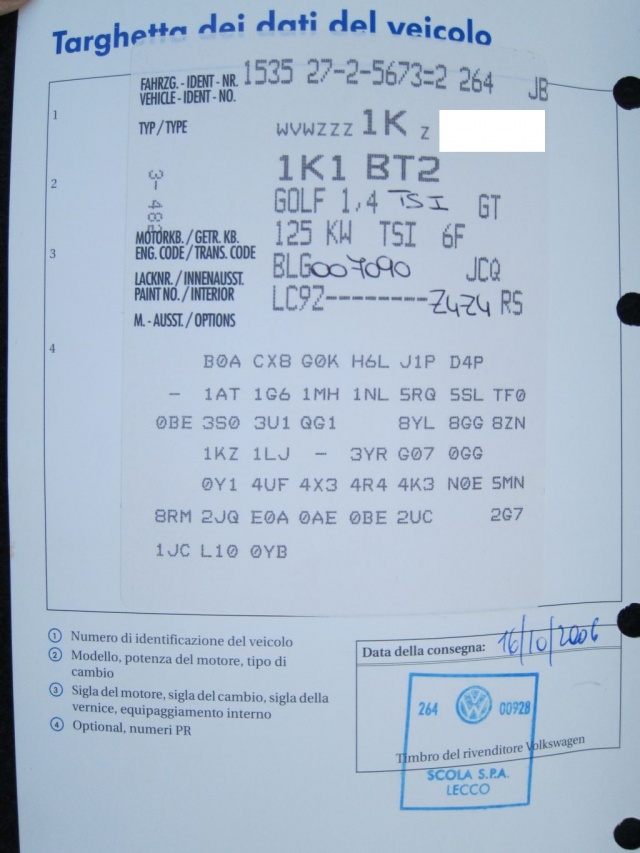 Targhetta dei dati del veicolo
FAHRZG. - IDENT - NR. 1535 27-2-5673=2 264 JB
VEHICLE - IDENT - NO.
1
TYP / TYPE WVWZZZ 1K Z
1K1 BT2
2
3- 48
GOLF 1,4 TSI GT
MOTORKB. / GETR. KB. 125 KW TSI 6F
3
ENG. CODE / TRANS. CODE
BLG007090 JCQ
LACKNR. / INNENAUSST.
PAINT NO. / INTERIOR LC9Z--------Z4Z4 RS
M. - AUSST. / OPTIONS
4
B0A CX8 G0K H6L J1P D4P
- 1AT 1G6 1MH 1NL 5RQ 5SL TF0
0BE 3S0 3U1 QG1 8YL 8GG 8ZN
1KZ 1LJ - 3YR G07 0GG
0Y1 4UF 4X3 4R4 4K3 N0E 5MN
8RM 2JQ E0A 0AE 0BE 2UC 2G7
1JC L10 0YB
1 Numero di identificazione del veicolo
2 Modello, potenza del motore, tipo di
cambio
3 Sigla del motore, sigla del cambio, sigla della
vernice, equipaggiamento interno
4 Optional, numeri PR
Data della consegna: 16/10/2006
264 00928
Timbro del rivenditore Volkswagen
SCOLA S.P.A.
LECCO